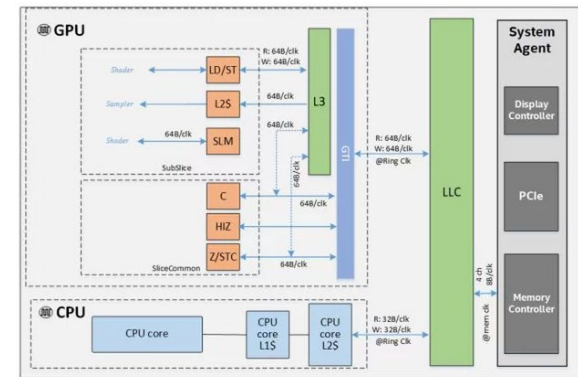 GPU
R: 64B/clk
W: 64B/clk
Shader
LD/ST
Sampler
L2$
64B/clk
64B/clk
Shader
64B/clk
SLM
SubSlice
L3
GTI
64B/clk
C
64B/clk
HIZ
Z/STC
64B/clk
SliceCommon
R: 64B/clk
W: 64B/clk
@Ring Clk
LLC
System
Agent
Display
Controller
PCIe
4 ch
8B/clk
@mem clk
Memory
Controller
CPU
CPU core
CPU
core
L1$
CPU
core
L2$
R: 32B/clk
W: 32B/clk
@Ring Clk